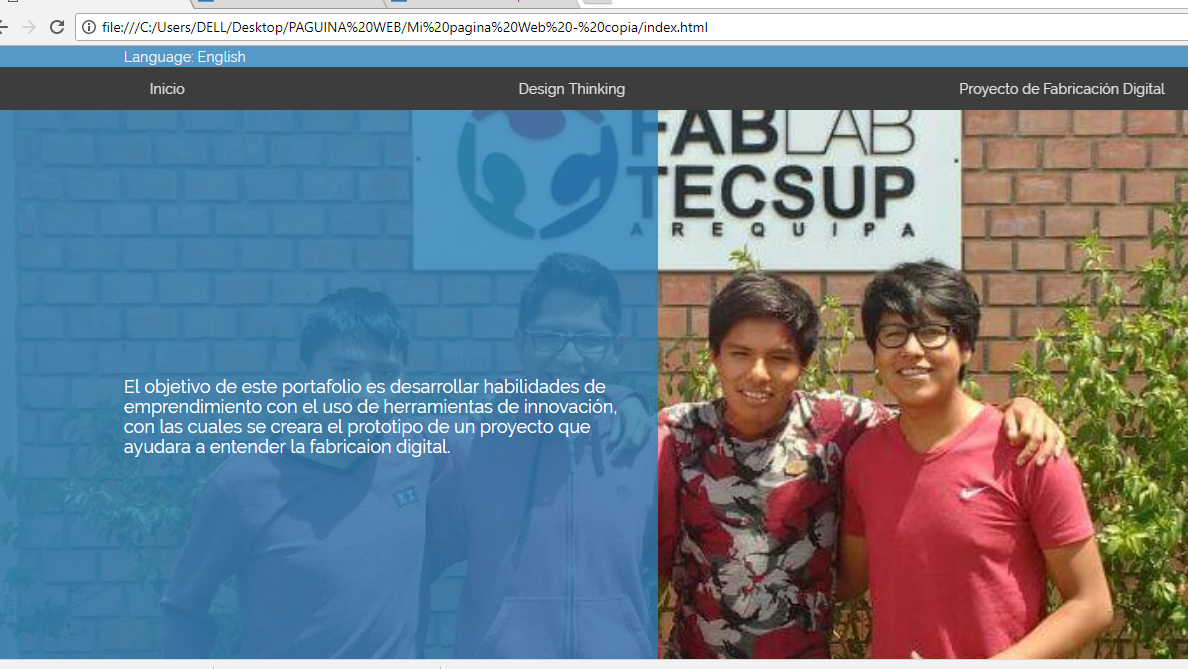 file:///C:/Users/DELL/Desktop/PAGUINA%20WEB/Mi%20pagina%20Web%20-%20copia/index.html
Language: English
Inicio
Design Thinking
Proyecto de Fabricación Digital
FABLAB
TECSUP
AREQUIPA
El objetivo de este portafolio es desarrollar habilidades de
emprendimiento con el uso de herramientas de innovación,
con las cuales se creara el prototipo de un proyecto que
ayudara a entender la fabricaion digital.